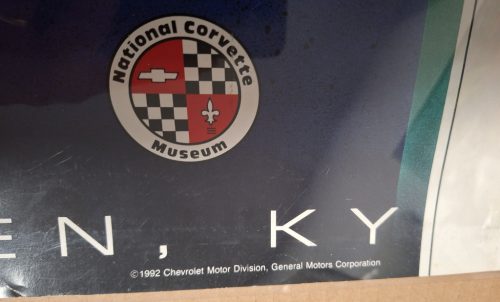 National Corvette
Museum
EN, KY
©1992 Chevrolet Motor Division, General Motors Corporation